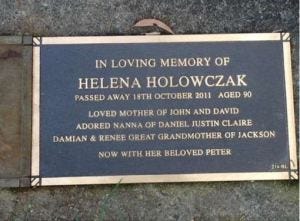 IN LOVING MEMORY OF
HELENA HOLOWCZAK
PASSED AWAY 18TH OCTOBER 2011 AGED 90
LOVED MOTHER OF JOHN AND DAVID
ADORED NANNA OF DANIEL JUSTIN CLAIRE
DAMIAN & RENEE GREAT GRANDMOTHER OF JACKSON
NOW WITH HER BELOVED PETER